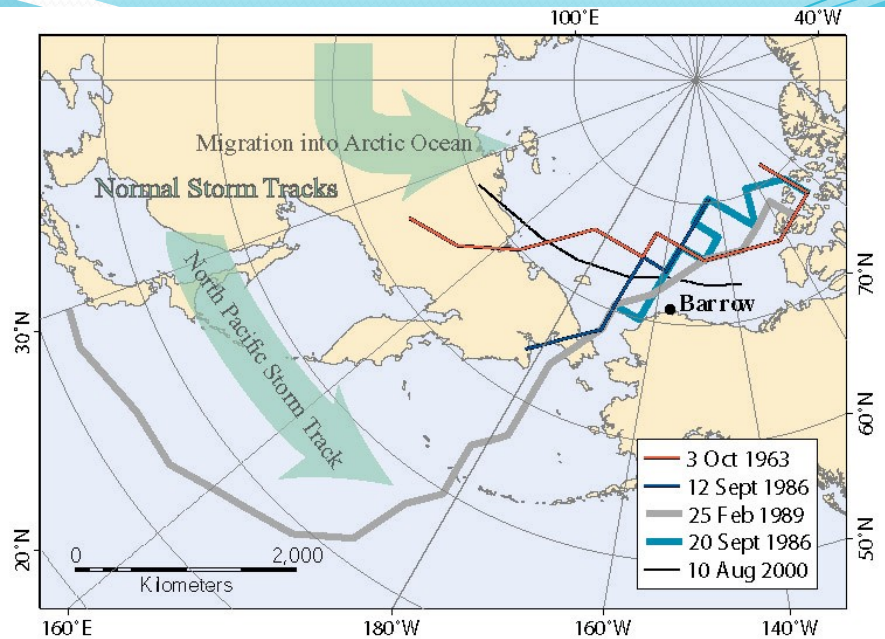 100°E
40°W
Migration into Arctic Ocean
Normal Storm Tracks
North Pacific Storm Track
Barrow
30°N
20°N
70°N
60°N
50°N
3 Oct 1963
12 Sept 1986
25 Feb 1989
20 Sept 1986
10 Aug 2000
0 2,000
Kilometers
160°E
180°W
160°W
140°W